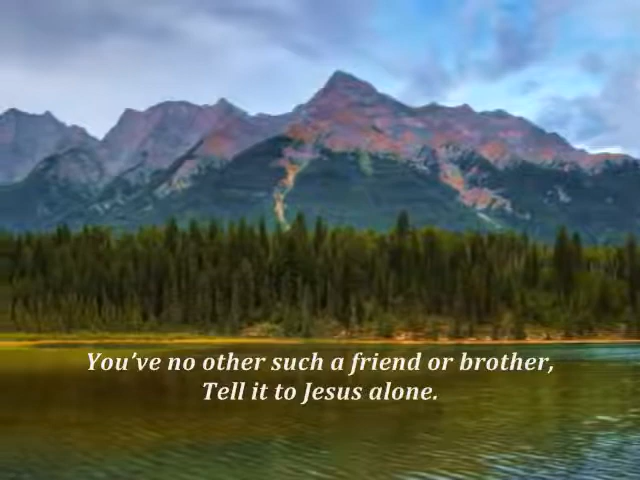 You’ve no other such a friend or brother,
Tell it to Jesus alone.